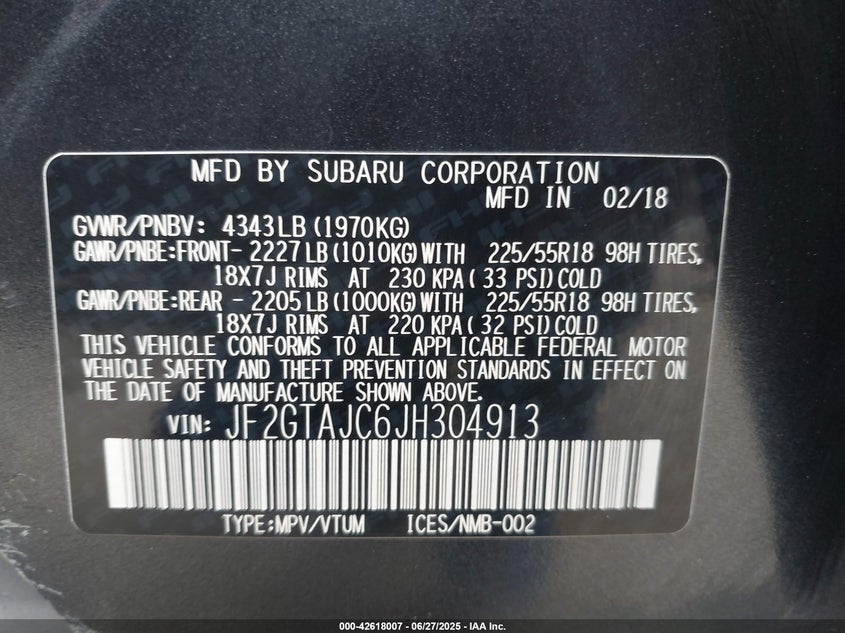 MFD BY SUBARU CORPORATION
MFD IN 02/18
GVWR/PNBV: 4343LB (1970KG)
GAWR/PNBE:FRONT- 2227LB (1010KG) WITH 225/55R18 98H TIRES,
18X7J RIMS AT 230 KPA ( 33 PSI) COLD
GAWR/PNBE:REAR - 2205LB (1000KG) WITH 225/55R18 98H TIRES,
18X7J RIMS AT 220 KPA ( 32 PSI) COLD
THIS VEHICLE CONFORMS TO ALL APPLICABLE FEDERAL MOTOR
VEHICLE SAFETY AND THEFT PREVENTION STANDARDS IN EFFECT ON
THE DATE OF MANUFACTURE SHOWN ABOVE.
VIN: JF2GTAJC6JH304913
TYPE:MPV/VTUM ICES/NMB-002
000-42618007 - 06/27/2025 - IAA Inc.